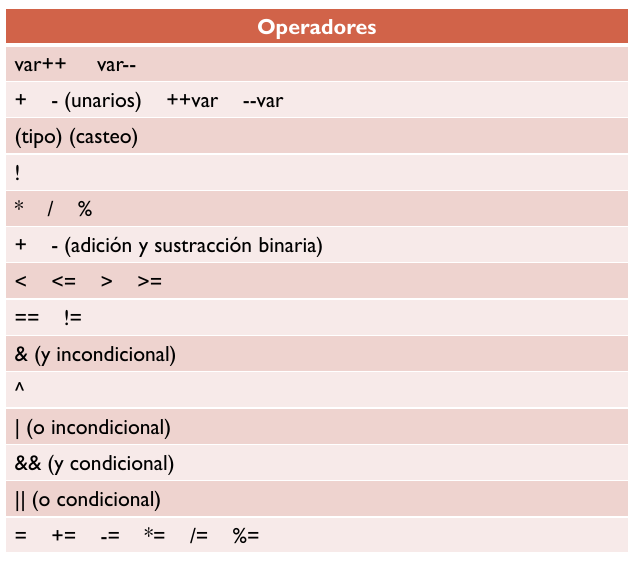 Operadores
var++ var--
+ - (unarios) ++var --var
(tipo) (casteo)
!
* / %
+ - (adición y sustracción binaria)
< <= > >=
== !=
& (y incondicional)
^
| (o incondicional)
&& (y condicional)
|| (o condicional)
= += -= *= /= %=